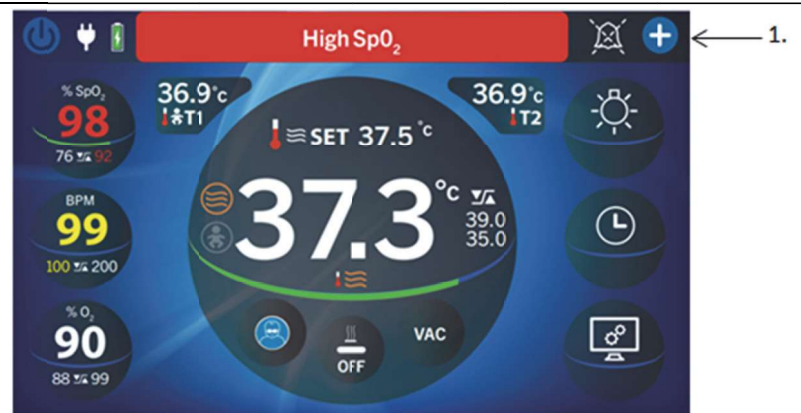 High Sp0₂
1.
% SpO₂
98
76 92
36.9°c
T1
36.9°c
T2
SET 37.5 °c
37.3 °c
39.0
35.0
BPM
99
100 200
% O₂
90
88 99
OFF
VAC